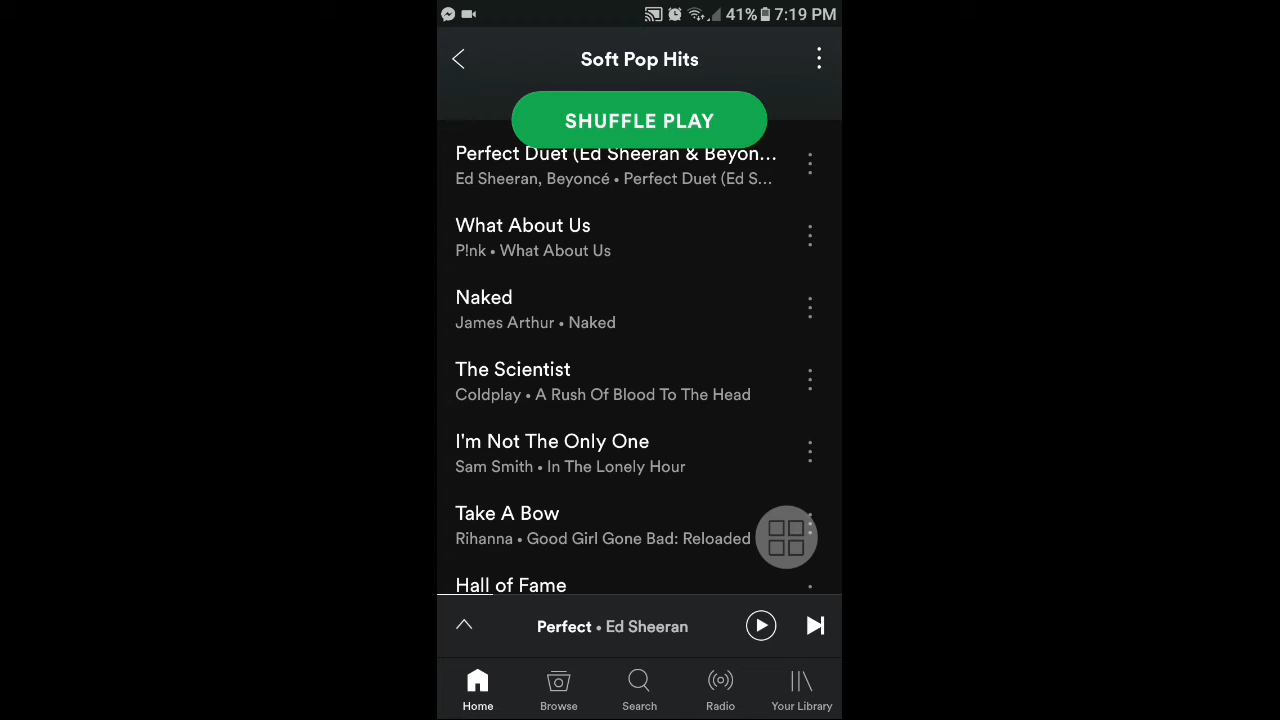 41% 7:19 PM
Soft Pop Hits
SHUFFLE PLAY
Perfect Duet (Ed Sheeran & Beyon...
Ed Sheeran, Beyoncé • Perfect Duet (Ed S...
What About Us
P!nk • What About Us
Naked
James Arthur • Naked
The Scientist
Coldplay • A Rush Of Blood To The Head
I'm Not The Only One
Sam Smith • In The Lonely Hour
Take A Bow
Rihanna • Good Girl Gone Bad: Reloaded
Hall of Fame
Perfect • Ed Sheeran
Home Browse Search Radio Your Library